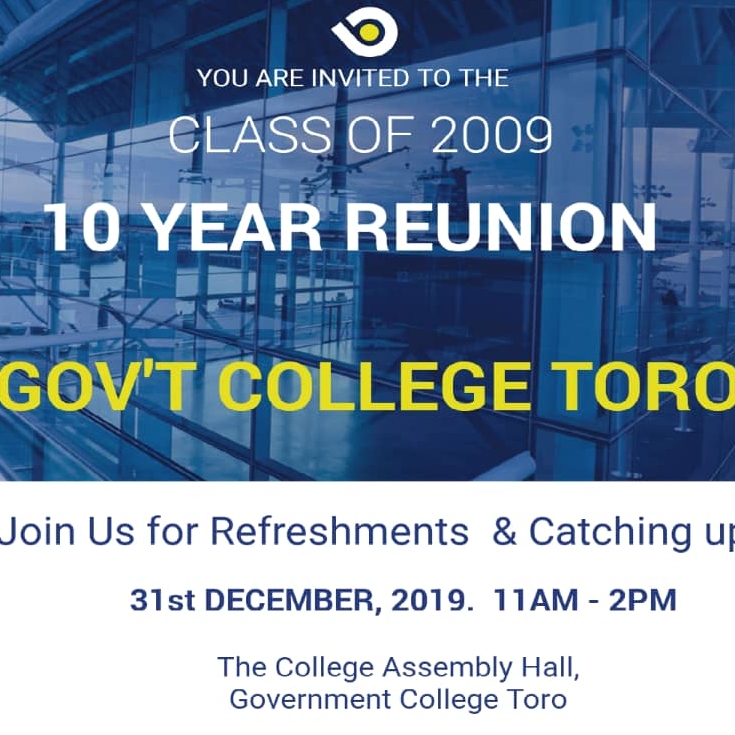 YOU ARE INVITED TO THE
CLASS OF 2009
10 YEAR REUNION
GOV'T COLLEGE TORO
Join Us for Refreshments & Catching up
31st DECEMBER, 2019. 11AM - 2PM
The College Assembly Hall,
Government College Toro